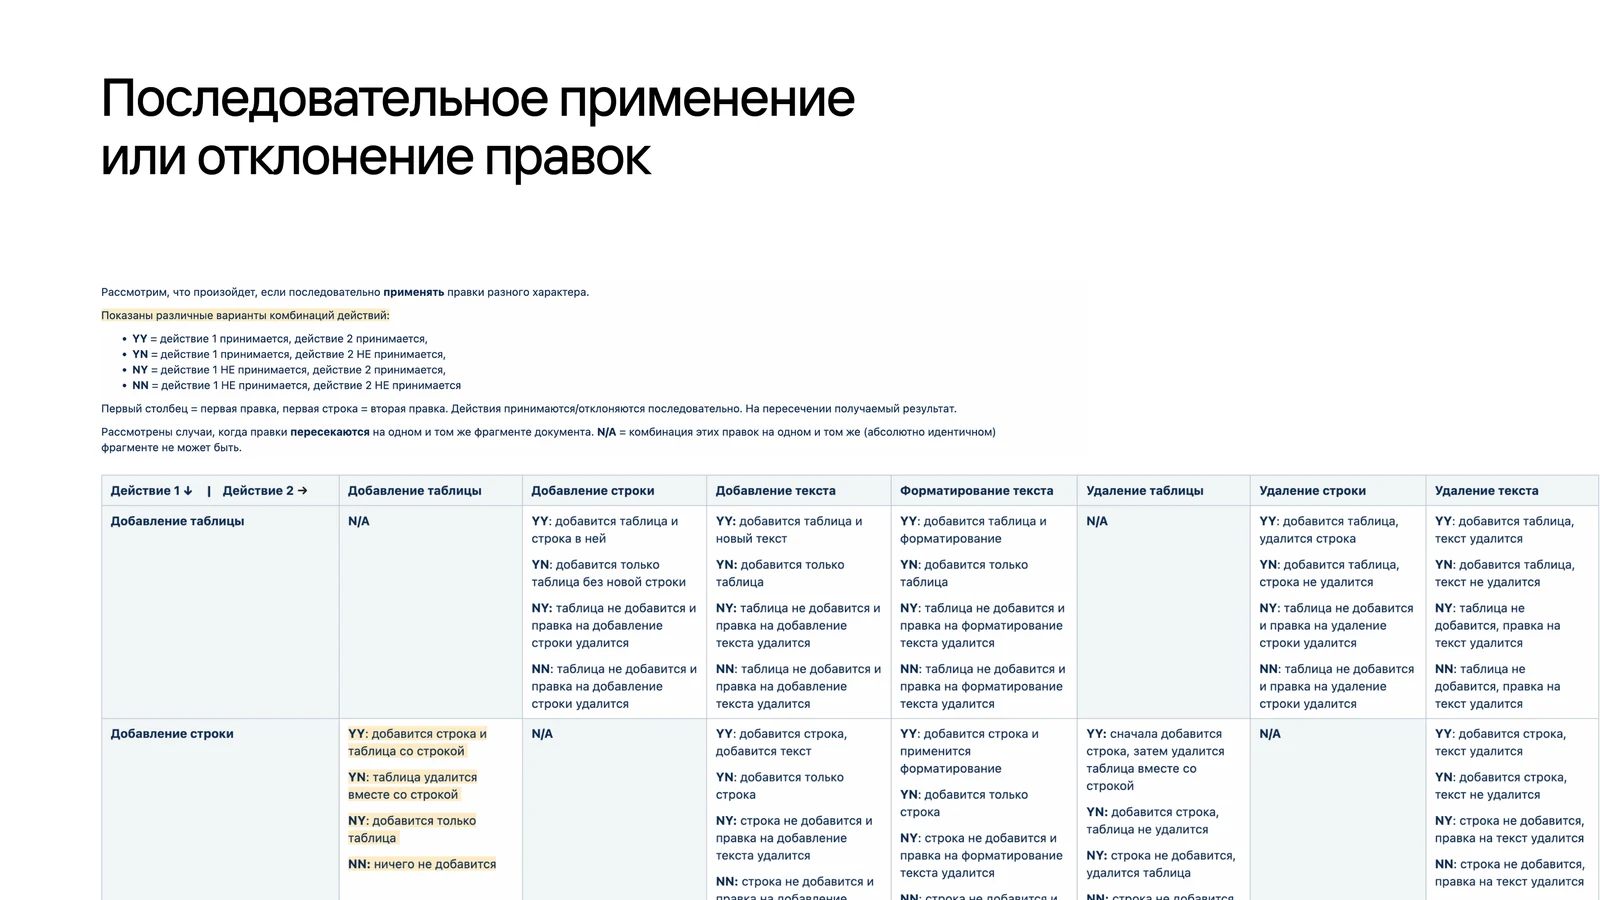 Последовательное применение
или отклонение правок
Рассмотрим, что произойдет, если последовательно применять правки разного характера.
Показаны различные варианты комбинаций действий:
• YY = действие 1 принимается, действие 2 принимается,
• YN = действие 1 принимается, действие 2 НЕ принимается,
• NY = действие 1 НЕ принимается, действие 2 принимается,
• NN = действие 1 НЕ принимается, действие 2 НЕ принимается
Первый столбец = первая правка, первая строка = вторая правка. Действия принимаются/отклоняются последовательно. На пересечении получаемый результат.
Рассмотрены случаи, когда правки пересекаются на одном и том же фрагменте документа. N/A = комбинация этих правок на одном и том же (абсолютно идентичном)
фрагменте не может быть.
Действие 1 ↓ | Действие 2 →
Добавление таблицы
Добавление строки
Добавление текста
Форматирование текста
Удаление таблицы
Удаление строки
Удаление текста
Добавление таблицы
N/A
YY: добавится таблица и
строка в ней
YN: добавится только
таблица без новой строки
NY: таблица не добавится и
правка на добавление
строки удалится
NN: таблица не добавится и
правка на добавление
строки удалится
YY: добавится таблица и
новый текст
YN: добавится только
таблица
NY: таблица не добавится и
правка на добавление
текста удалится
NN: таблица не добавится и
правка на добавление
текста удалится
YY: добавится таблица и
форматирование
YN: добавится только
таблица
NY: таблица не добавится и
правка на форматирование
текста удалится
NN: таблица не добавится и
правка на форматирование
текста удалится
N/A
YY: добавится таблица,
удалится строка
YN: добавится таблица,
строка не удалится
NY: таблица не добавится
и правка на удаление
строки удалится
NN: таблица не добавится
и правка на удаление
строки удалится
YY: добавится таблица,
текст удалится
YN: добавится таблица,
текст не удалится
NY: таблица не
добавится, правка на
текст удалится
NN: таблица не
добавится, правка на
текст удалится
Добавление строки
YY: добавится строка и
таблица со строкой
YN: таблица удалится
вместе со строкой
NY: добавится только
таблица
NN: ничего не добавится
N/A
YY: добавится строка,
добавится текст
YN: добавится только
строка
NY: строка не добавится и
правка на добавление
текста удалится
NN: строка не добавится и
правка на добавление
YY: добавится строка и
применится
форматирование
YN: добавится только
строка
NY: строка не добавится и
правка на форматирование
текста удалится
NN: строка не добавится и
YY: сначала добавится
строка, затем удалится
таблица вместе со
строкой
YN: добавится строка,
таблица не удалится
NY: строка не добавится,
удалится таблица
NN: строка не добавится
N/A
YY: добавится строка,
текст удалится
YN: добавится строка,
текст не удалится
NY: строка не добавится,
правка на текст удалится
NN: строка не добавится,
правка на текст удалится